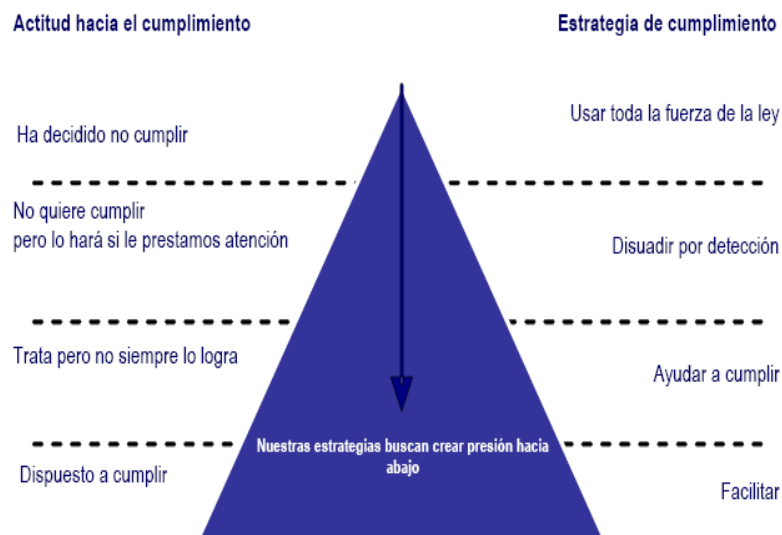 Actitud hacia el cumplimiento
Estrategia de cumplimiento
Ha decidido no cumplir
Usar toda la fuerza de la ley
No quiere cumplir
pero lo hará si le prestamos atención
Disuadir por detección
Trata pero no siempre lo logra
Ayudar a cumplir
Nuestras estrategias buscan crear presión hacia
abajo
Dispuesto a cumplir
Facilitar